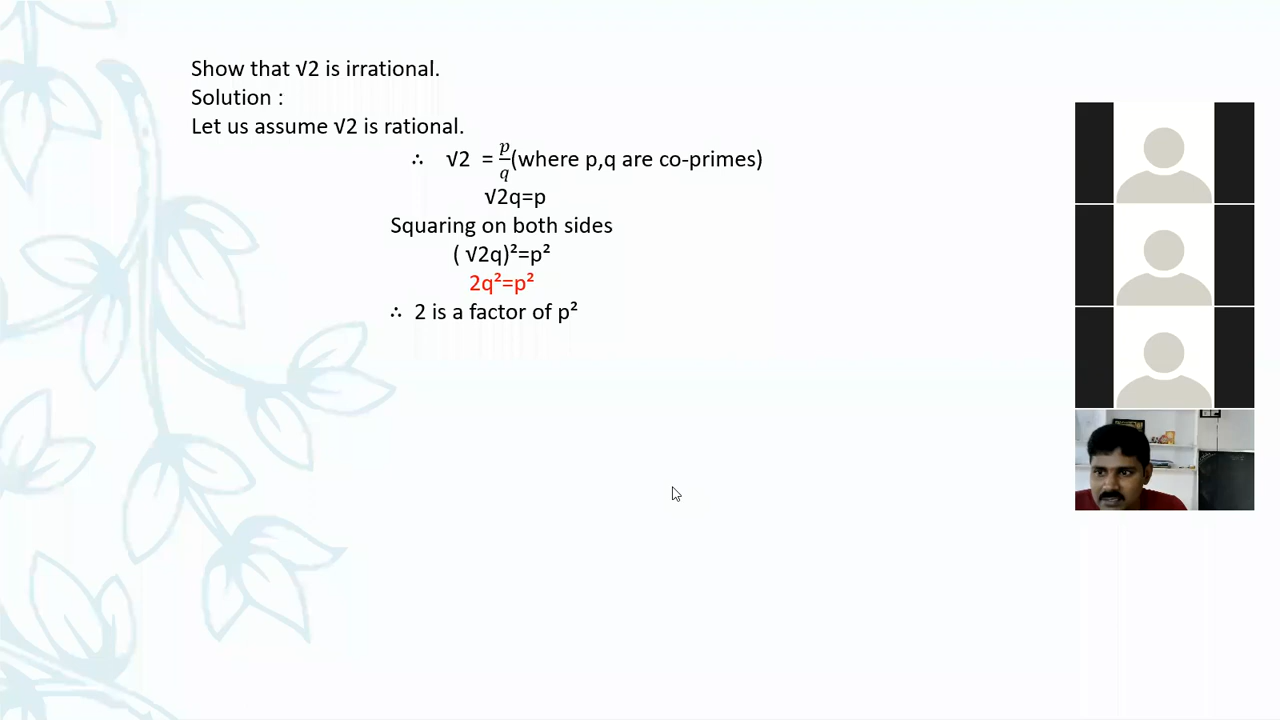 Show that √2 is irrational.
Solution :
Let us assume √2 is rational.
∴ √2 = p/q (where p,q are co-primes)
√2q=p
Squaring on both sides
( √2q)²=p²
2q²=p²
∴ 2 is a factor of p²